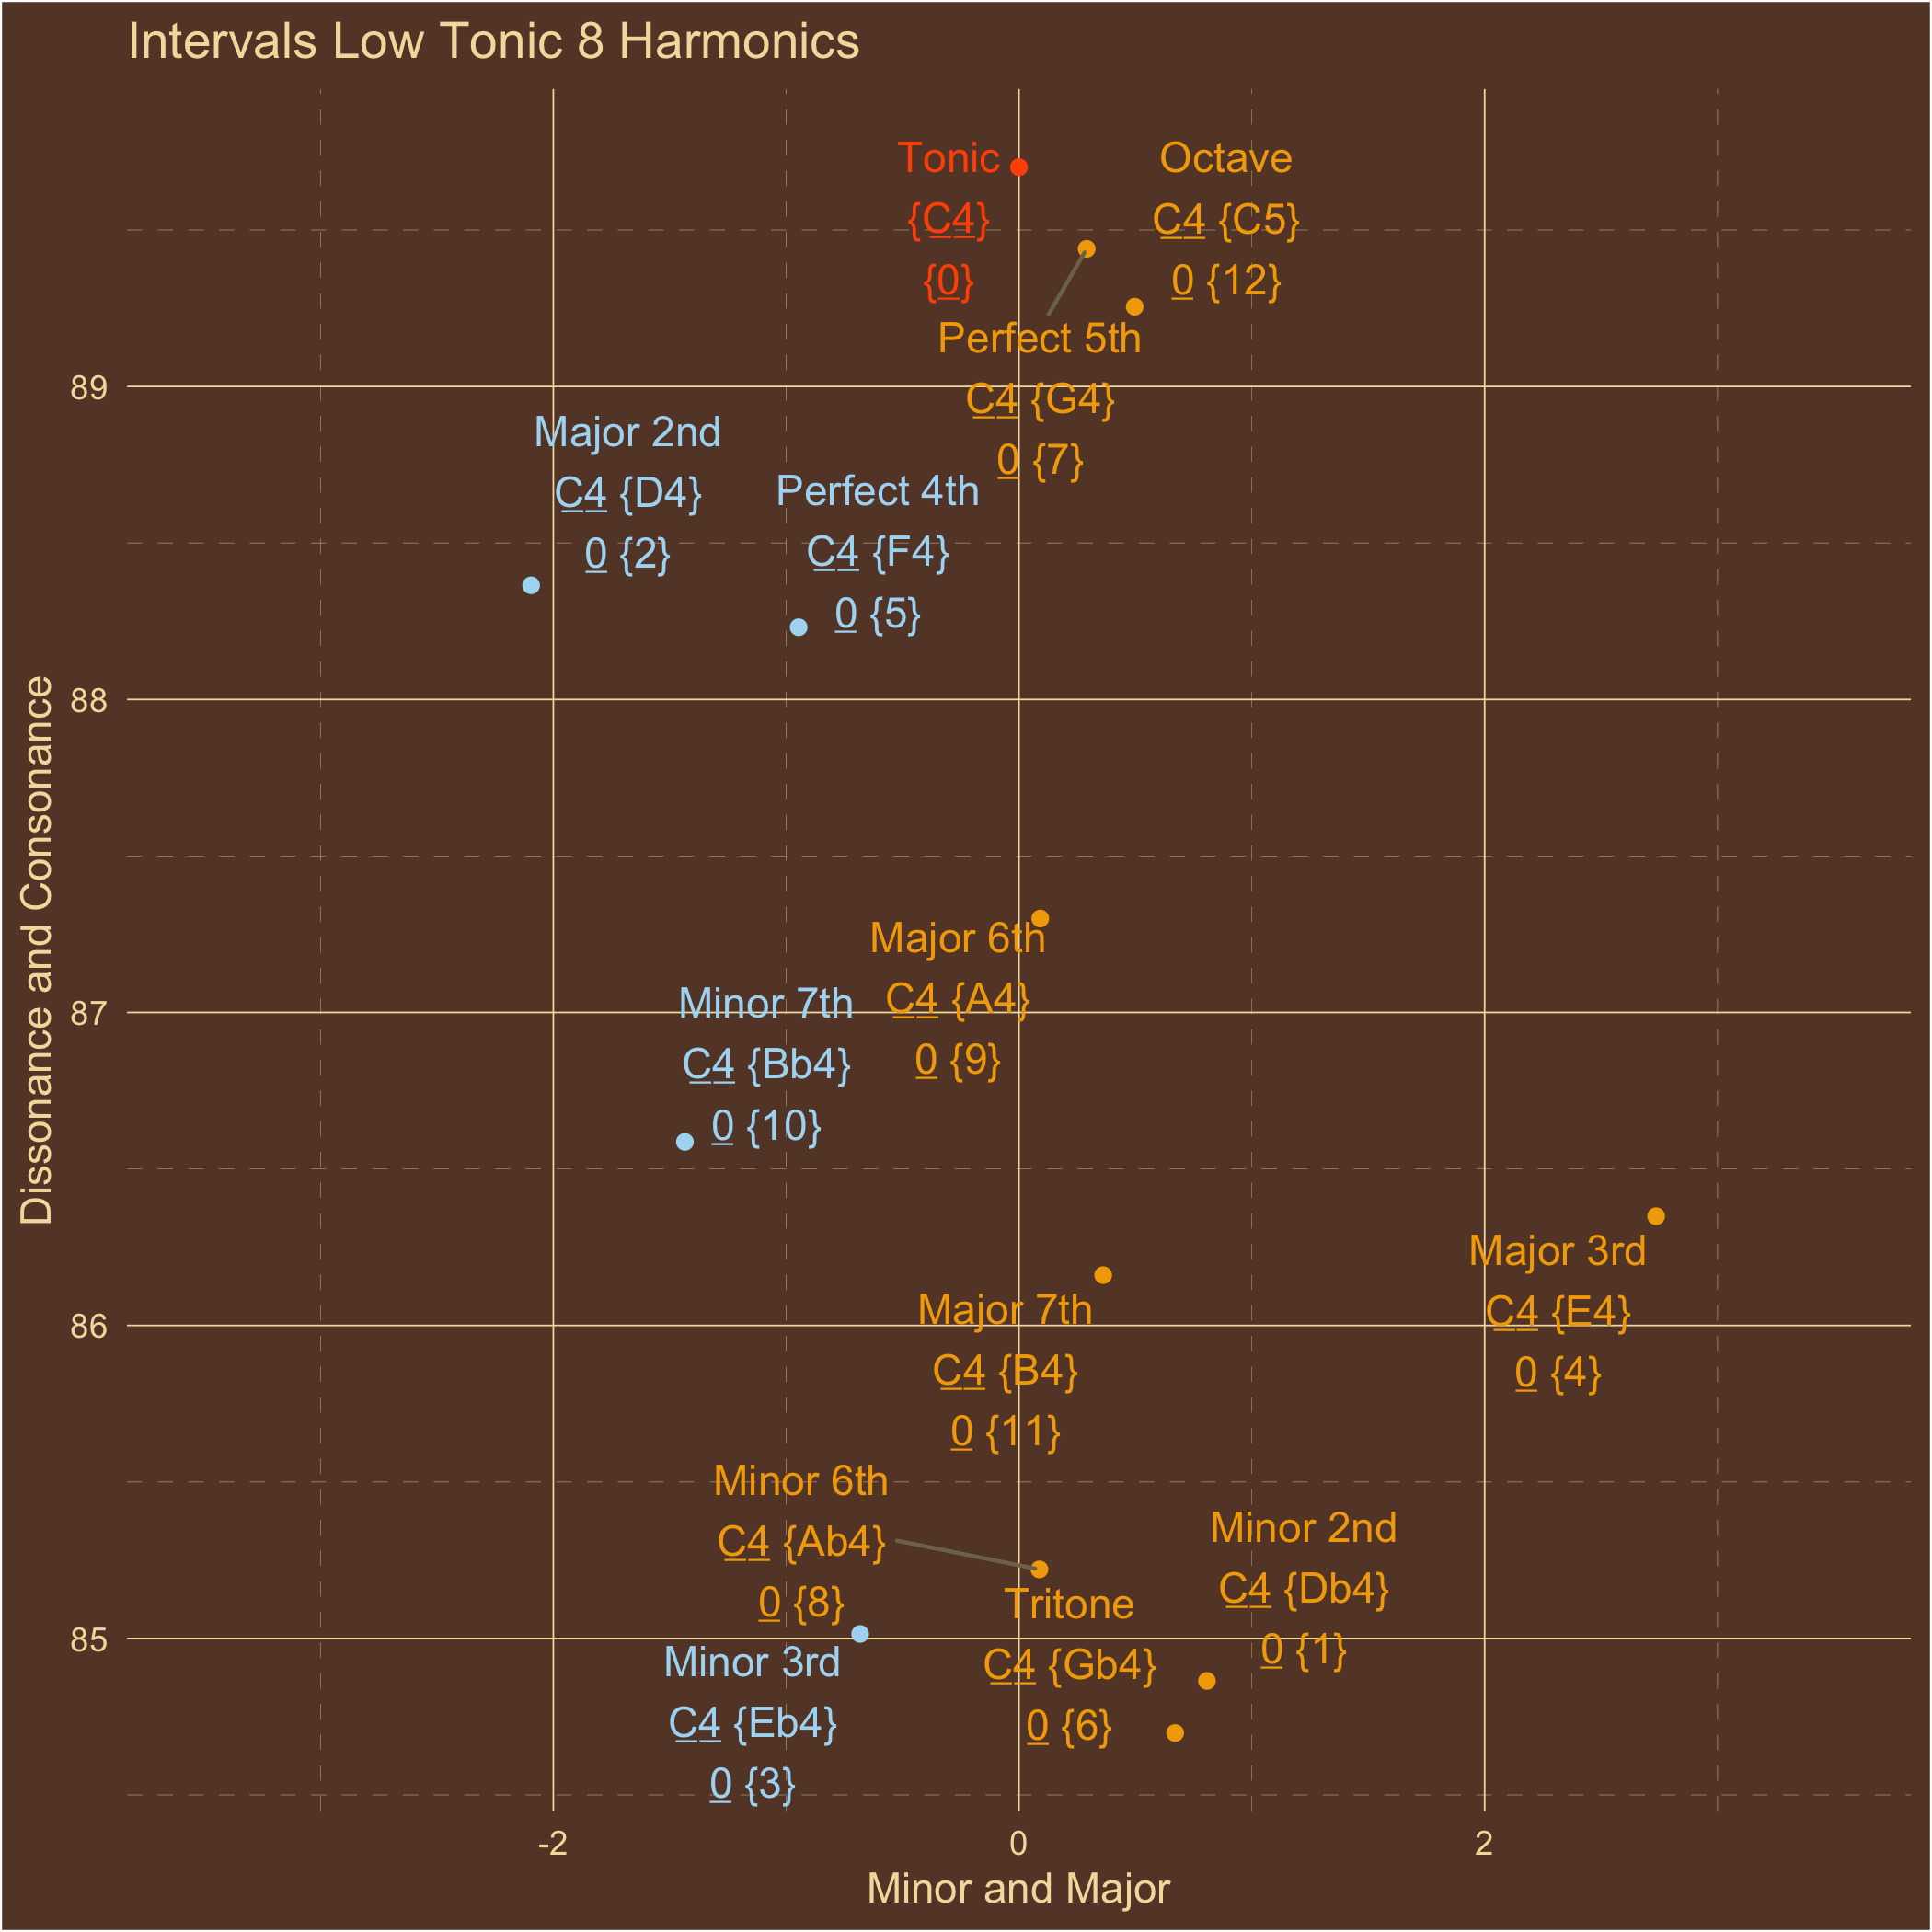 Intervals Low Tonic 8 Harmonics
Tonic
{C4}
{0}
Octave
C4 {C5}
0 {12}
Perfect 5th
C4 {G4}
0 {7}
Major 2nd
C4 {D4}
0 {2}
Perfect 4th
C4 {F4}
0 {5}
Major 6th
C4 {A4}
0 {9}
Minor 7th
C4 {Bb4}
0 {10}
Major 3rd
C4 {E4}
0 {4}
Major 7th
C4 {B4}
0 {11}
Minor 6th
C4 {Ab4}
0 {8}
Minor 2nd
C4 {Db4}
0 {1}
Tritone
C4 {Gb4}
0 {6}
Minor 3rd
C4 {Eb4}
0 {3}
89
88
87
86
85
Dissonance and Consonance
-2
0
2
Minor and Major